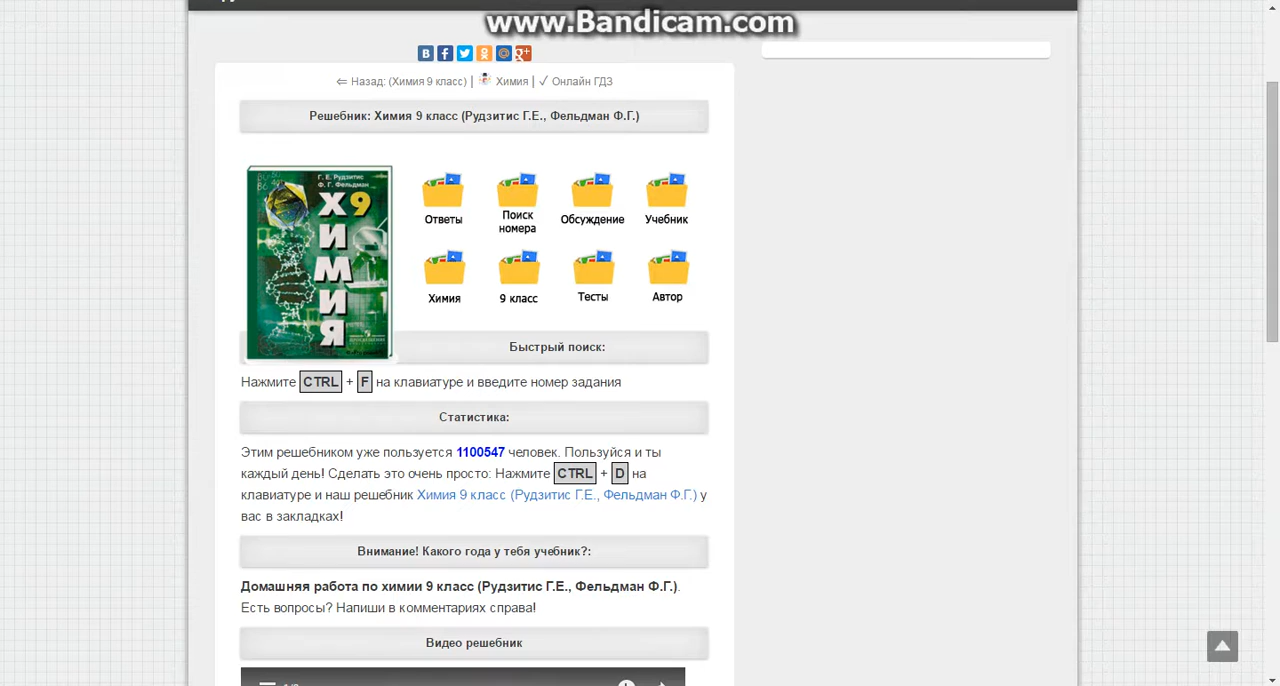 www.Bandicam.com
В
⇐ Назад: (Химия 9 класс) | Химия | ✓ Онлайн ГДЗ
Решебник: Химия 9 класс (Рудзитис Г.Е., Фельдман Ф.Г.)
Г. Е. Рудзитис
Ф. Г. Фельдман
ХИМИЯ
9
Ответы
Поиск номера
Обсуждение
Учебник
Химия
9 класс
Тесты
Автор
Быстрый поиск:
Нажмите CTRL + F на клавиатуре и введите номер задания
Статистика:
Этим решебником уже пользуется 1100547 человек. Пользуйся и ты
каждый день! Сделать это очень просто: Нажмите CTRL + D на
клавиатуре и наш решебник Химия 9 класс (Рудзитис Г.Е., Фельдман Ф.Г.) у
вас в закладках!
Внимание! Какого года у тебя учебник?:
Домашняя работа по химии 9 класс (Рудзитис Г.Е., Фельдман Ф.Г.).
Есть вопросы? Напиши в комментариях справа!
Видео решебник